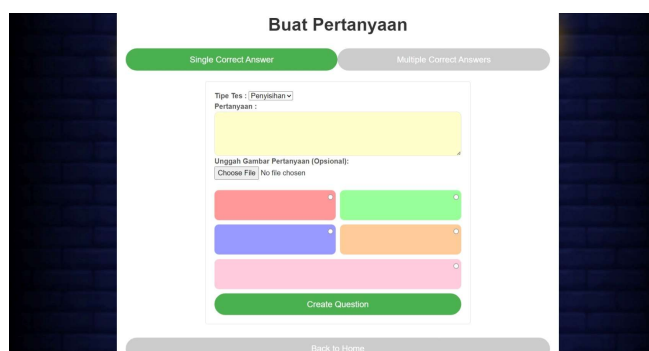 Buat Pertanyaan
Single Correct Answer
Multiple Correct Answers
Tipe Tes : Penyisihan
Pertanyaan :
Unggah Gambar Pertanyaan (Opsional):
Choose File No file chosen
Create Question
Back to Home